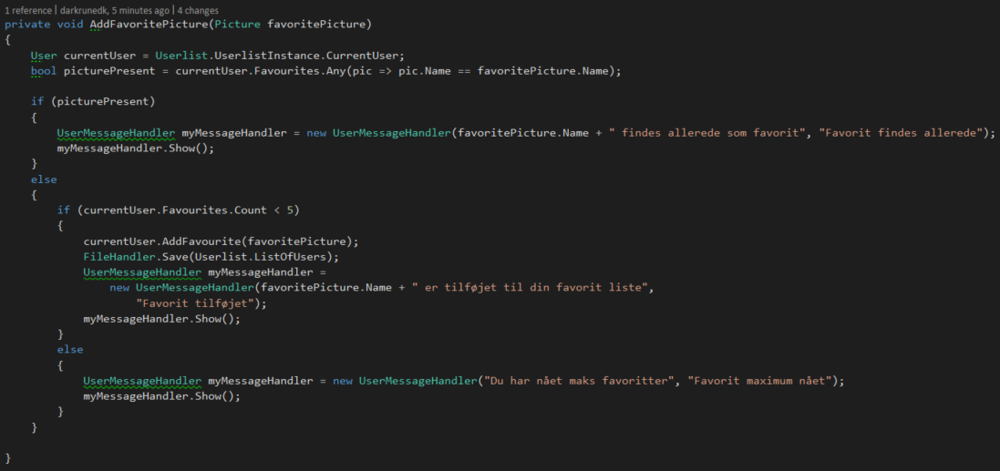 1 reference | darkrunedk, 5 minutes ago | 4 changes
private void AddFavoritePicture(Picture favoritePicture)
{
    User currentUser = Userlist.UserlistInstance.CurrentUser;
    bool picturePresent = currentUser.Favourites.Any(pic => pic.Name == favoritePicture.Name);

    if (picturePresent)
    {
        UserMessageHandler myMessageHandler = new UserMessageHandler(favoritePicture.Name + " findes allerede som favorit", "Favorit findes allerede");
        myMessageHandler.Show();
    }
    else
    {
        if (currentUser.Favourites.Count < 5)
        {
            currentUser.AddFavourite(favoritePicture);
            FileHandler.Save(Userlist.ListOfUsers);
            UserMessageHandler myMessageHandler =
                new UserMessageHandler(favoritePicture.Name + " er tilføjet til din favorit liste",
                    "Favorit tilføjet");
            myMessageHandler.Show();
        }
        else
        {
            UserMessageHandler myMessageHandler = new UserMessageHandler("Du har nået maks favoritter", "Favorit maximum nået");
            myMessageHandler.Show();
        }
    }

}